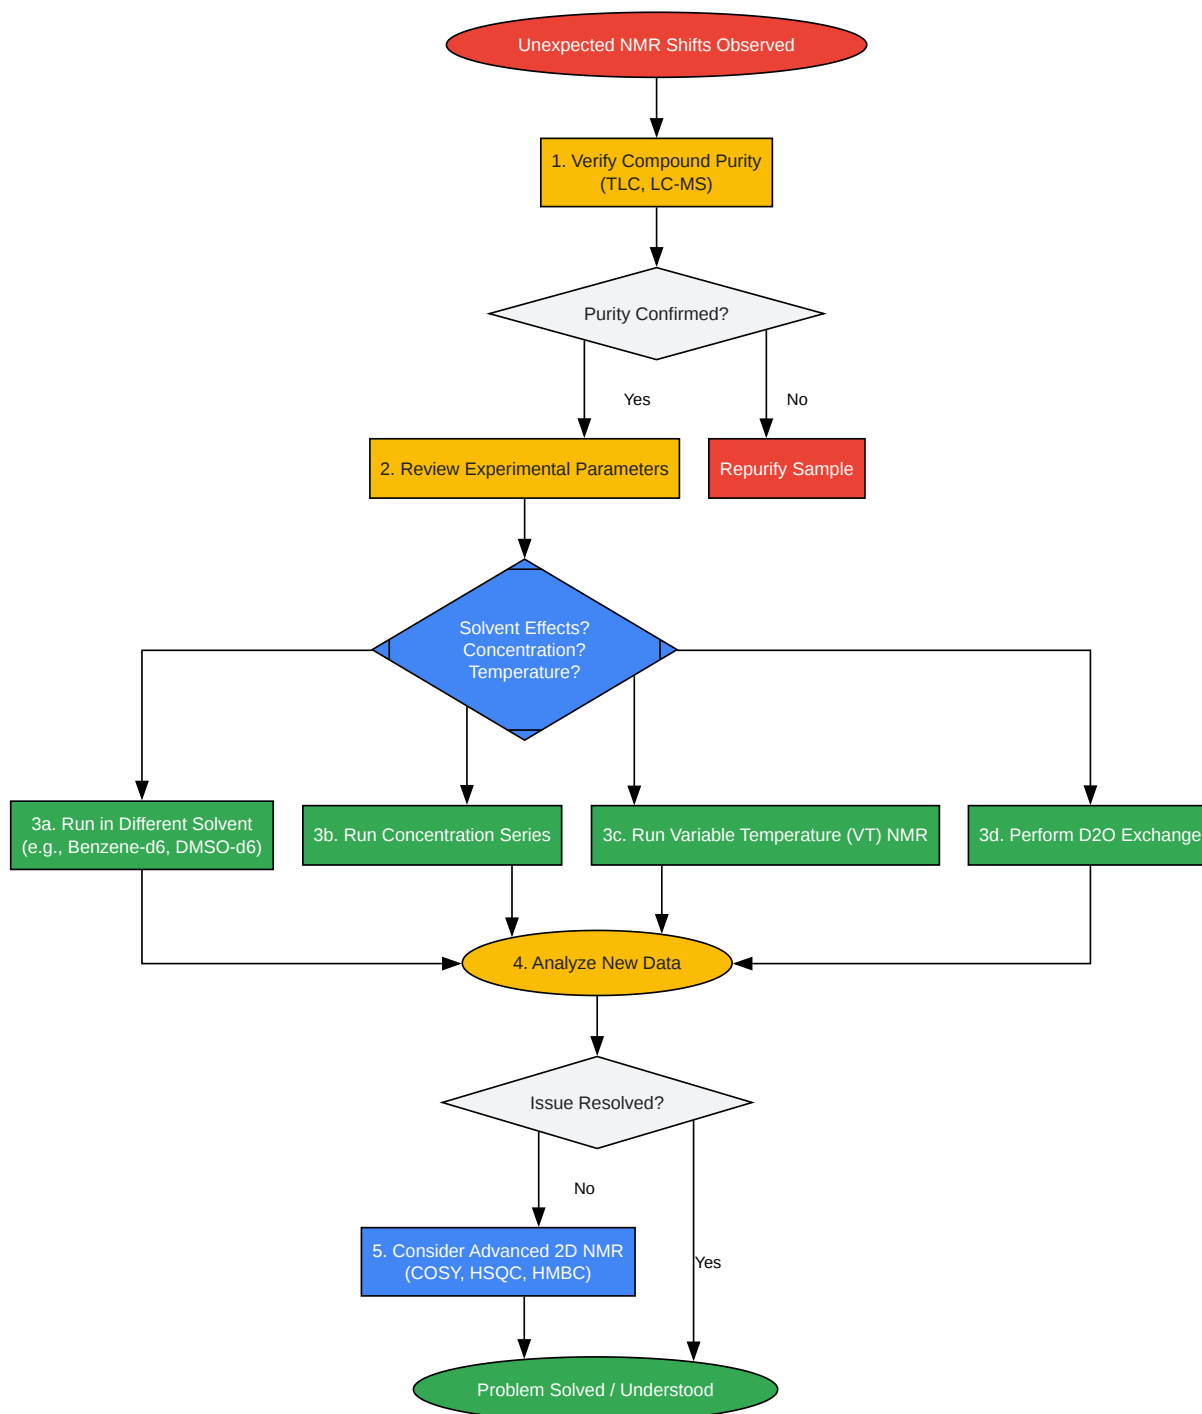 Unexpected NMR Shifts Observed
1. Verify Compound Purity
(TLC, LC-MS)
Purity Confirmed?
Yes
No
2. Review Experimental Parameters
Repurify Sample
Solvent Effects?
Concentration?
Temperature?
3a. Run in Different Solvent
(e.g., Benzene-d6, DMSO-d6)
3b. Run Concentration Series
3c. Run Variable Temperature (VT) NMR
3d. Perform D2O Exchange
4. Analyze New Data
Issue Resolved?
No
5. Consider Advanced 2D NMR
(COSY, HSQC, HMBC)
Yes
Problem Solved / Understood